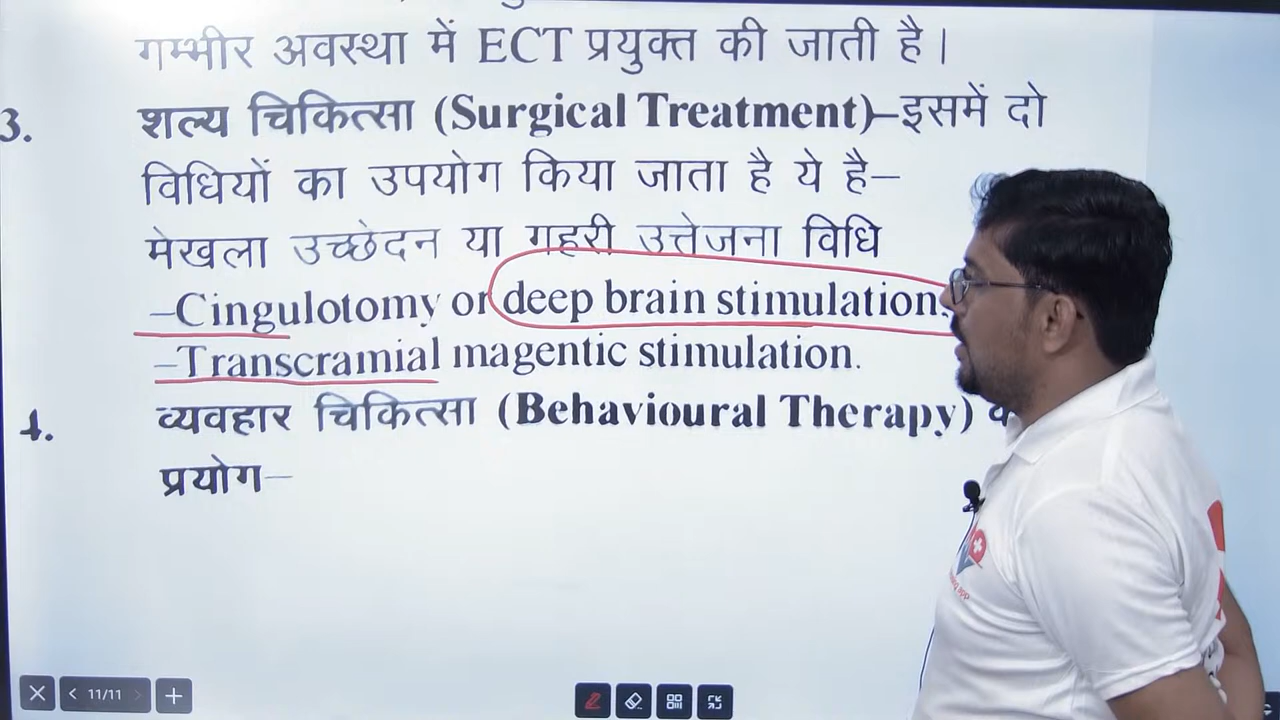 गम्भीर अवस्था में ECT प्रयुक्त की जाती है।
3. शल्य चिकित्सा (Surgical Treatment)–इसमें दो
विधियों का उपयोग किया जाता है ये है–
मेखला उच्छेदन या गहरी उत्तेजना विधि
–Cingulotomy or deep brain stimulation.
–Transcramial magentic stimulation.
4. व्यवहार चिकित्सा (Behavioural Therapy)
प्रयोग–
11/11